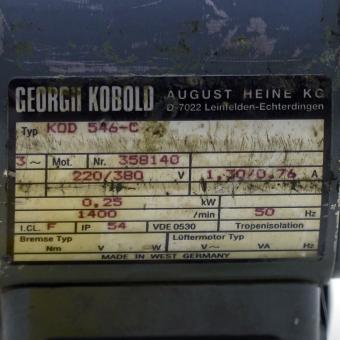 GEORGII KOBOLD AUGUST HEINE KG
D-7022 Leinfelden-Echterdingen
Typ KOD 546-C
3~ Mot. Nr. 358140
220/380 V 1,30/0,76 A
0,25 kW
1400 /min 50 Hz
I.CL. F IP 54 VDE 0530 Tropenisolation
Bremse Typ Lüftermotor Typ
Nm V W V~ VA Hz
MADE IN WEST GERMANY